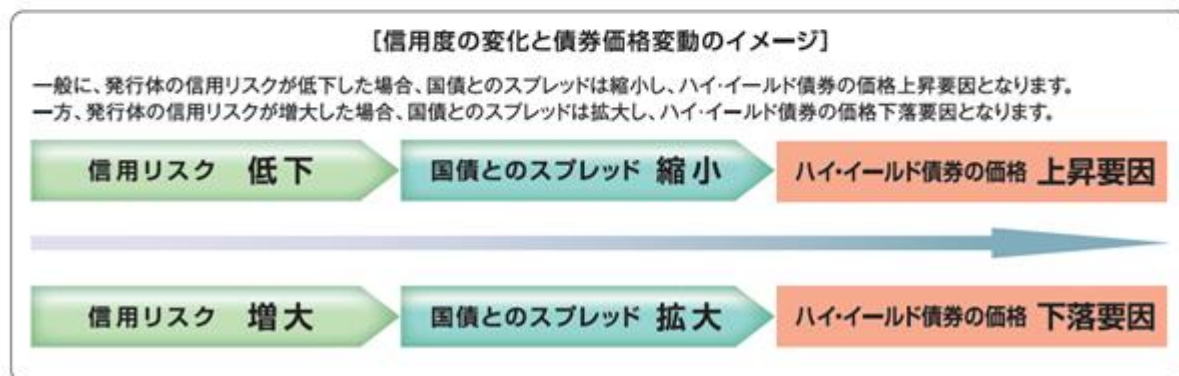 [信用度の変化と債券価格変動のイメージ]
一般に、発行体の信用リスクが低下した場合、国債とのスプレッドは縮小し、ハイ・イールド債券の価格上昇要因となります。
一方、発行体の信用リスクが増大した場合、国債とのスプレッドは拡大し、ハイ・イールド債券の価格下落要因となります。
信用リスク 低下 国債とのスプレッド 縮小 ハイ・イールド債券の価格 上昇要因
信用リスク 増大 国債とのスプレッド 拡大 ハイ・イールド債券の価格 下落要因